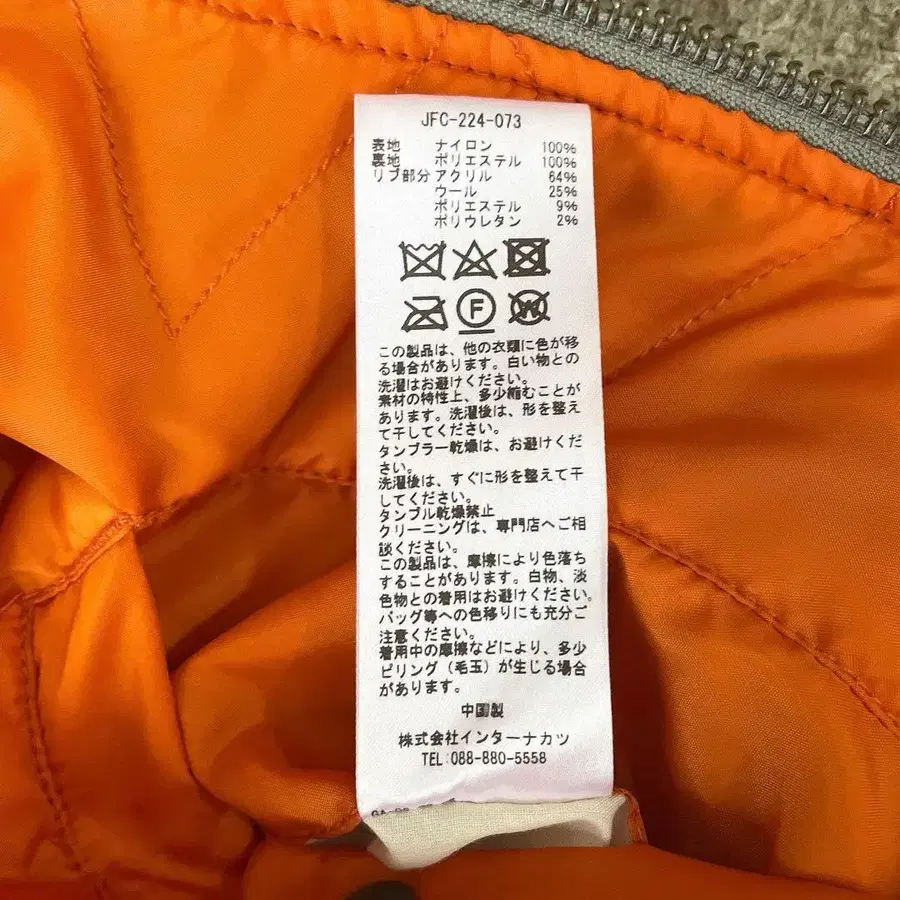 JFC-224-073
表地 ナイロン 100%
裏地 ポリエステル 100%
リブ部分 アクリル 64%
ウール 25%
ポリエステル 9%
ポリウレタン 2%
F W
この製品は、他の衣類に色が移
る場合があります。白い物との
洗濯はお避けください。
素材の特性上、多少縮むことが
あります。洗濯後は、形を整え
て干してください。
タンブラー乾燥は、お避けくだ
さい。
洗濯後は、すぐに形を整えて干
してください。
タンブル乾燥禁止
クリーニングは、専門店へご相
談ください。
この製品は、摩擦により色落ち
することがあります。白物、淡
色物との着用はお避けください。
バッグ等への色移りにも充分ご
注意ください。
着用中の摩擦などにより、多少
ピリング（毛玉）が生じる場合
があります。
中国製
株式会社インターナカツ
TEL:088-880-5558